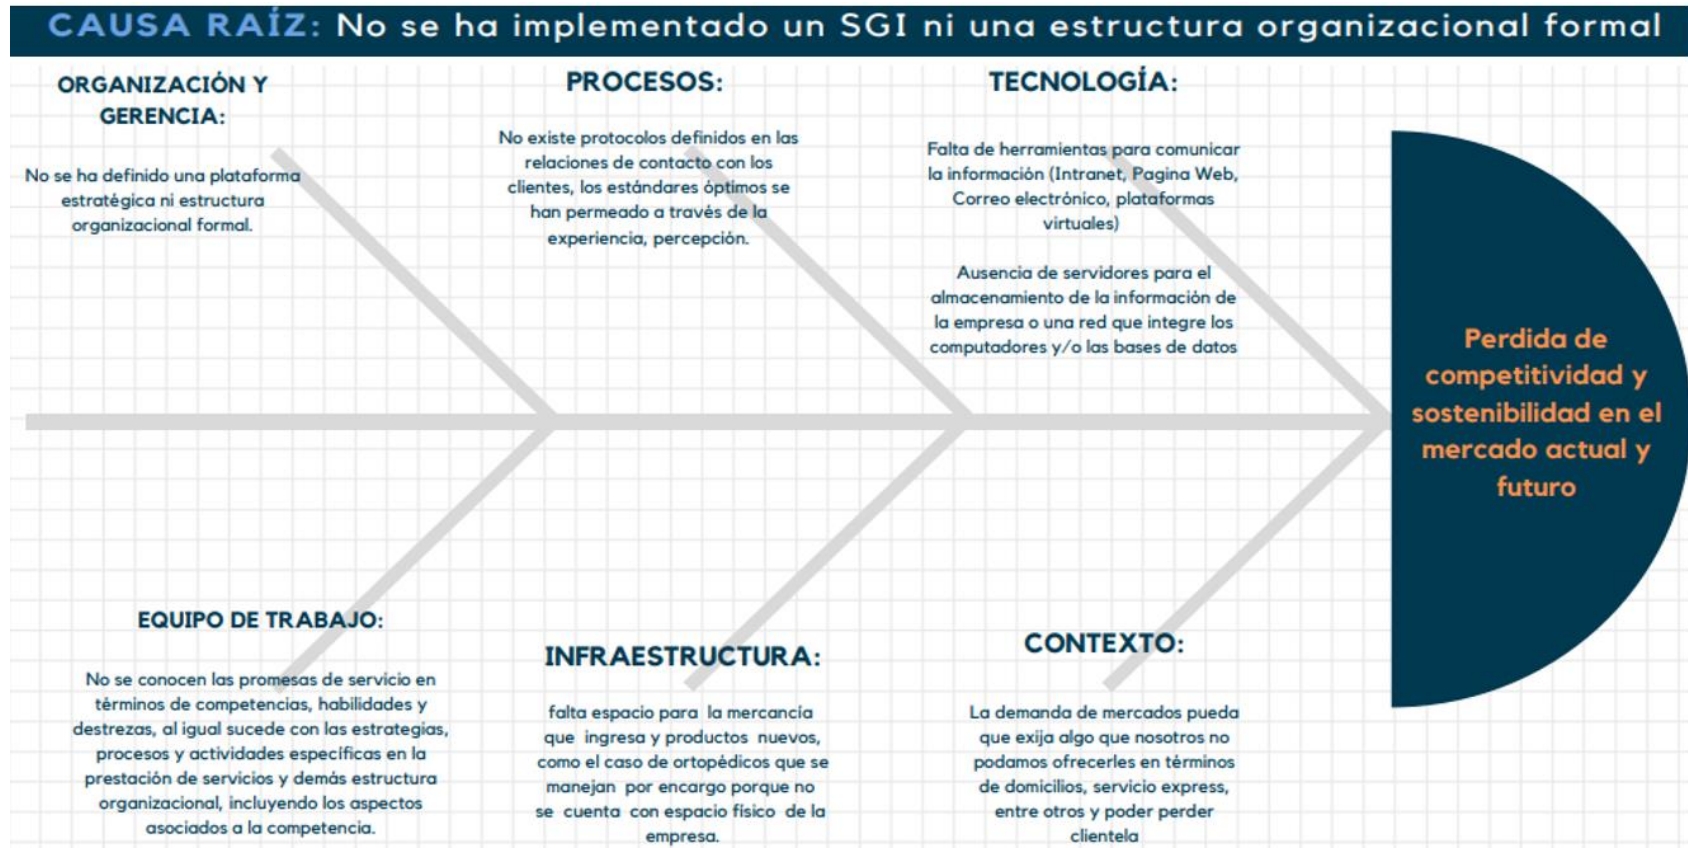 CAUSA RAÍZ: No se ha implementado un SGI ni una estructura organizacional formal
ORGANIZACIÓN Y
GERENCIA:
No se ha definido una plataforma
estratégica ni estructura
organizacional formal.
PROCESOS:
No existe protocolos definidos en las
relaciones de contacto con los
clientes, los estándares óptimos se
han permeado a través de la
experiencia, percepción.
TECNOLOGÍA:
Falta de herramientas para comunicar
la información (Intranet, Pagina Web,
Correo electrónico, plataformas
virtuales)
Ausencia de servidores para el
almacenamiento de la información de
la empresa o una red que integre los
computadores y/o las bases de datos
Perdida de
competitividad y
sostenibilidad en el
mercado actual y
futuro
EQUIPO DE TRABAJO:
No se conocen las promesas de servicio en
términos de competencias, habilidades y
destrezas, al igual sucede con las estrategias,
procesos y actividades específicas en la
prestación de servicios y demás estructura
organizacional, incluyendo los aspectos
asociados a la competencia.
INFRAESTRUCTURA:
falta espacio para la mercancía
que ingresa y productos nuevos,
como el caso de ortopédicos que se
manejan por encargo porque no
se cuenta con espacio físico de la
empresa.
CONTEXTO:
La demanda de mercados pueda
que exija algo que nosotros no
podamos ofrecerles en términos
de domicilios, servicio express,
entre otros y poder perder
clientela